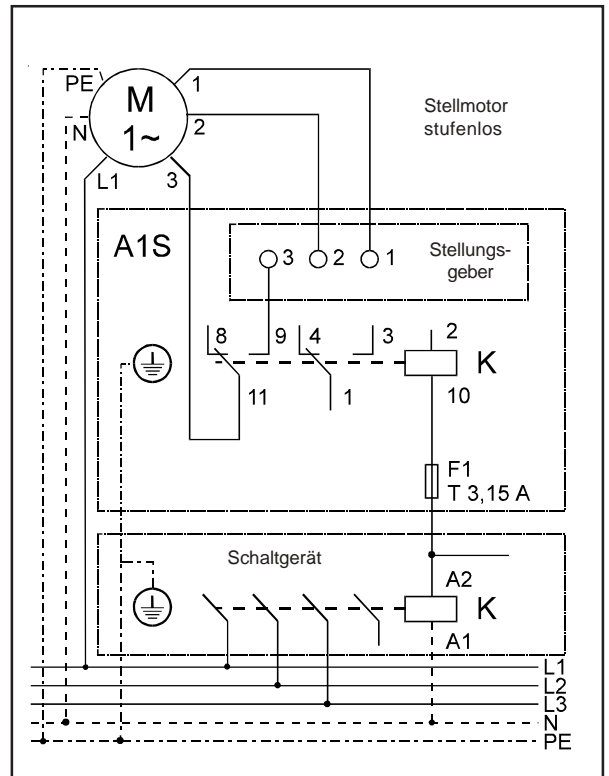 PE
1
M
1~
N
2
L1
3
Stellmotor
stufenlos
A1S
3 2 1
Stellungs-
geber
8 9 4 3 2
K
11 1 10
F1
T 3,15 A
Schaltgerät
A2
K
A1
L1
L2
L3
N
PE